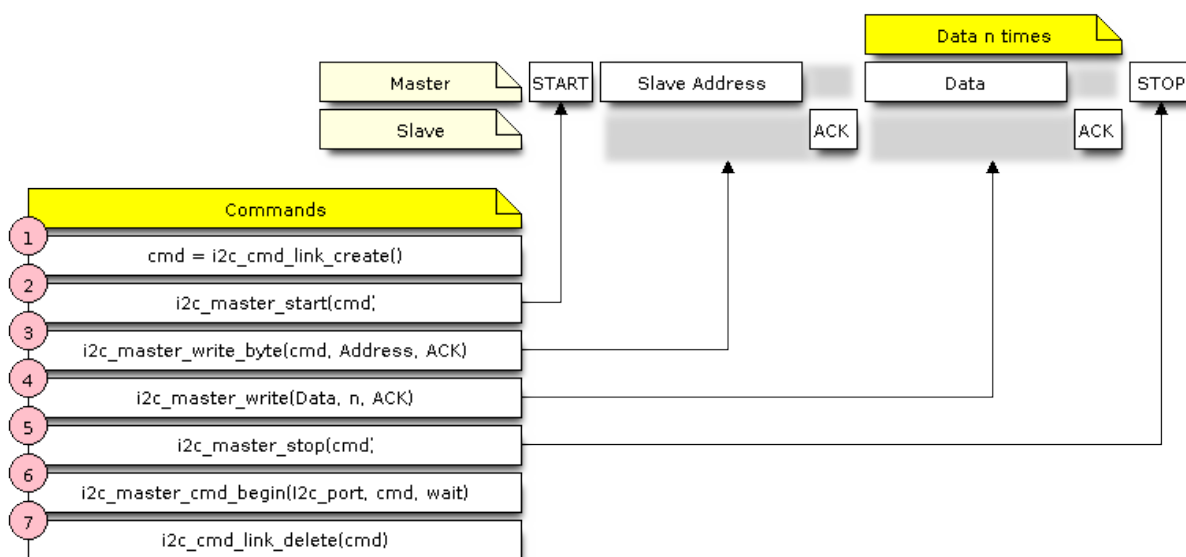 Data n times
Master START Slave Address Data STOP
Slave ACK ACK
Commands
1
cmd = i2c_cmd_link_create()
2
i2c_master_start(cmd)
3
i2c_master_write_byte(cmd, Address, ACK)
4
i2c_master_write(Data, n, ACK)
5
i2c_master_stop(cmd)
6
i2c_master_cmd_begin(I2c_port, cmd, wait)
7
i2c_cmd_link_delete(cmd)